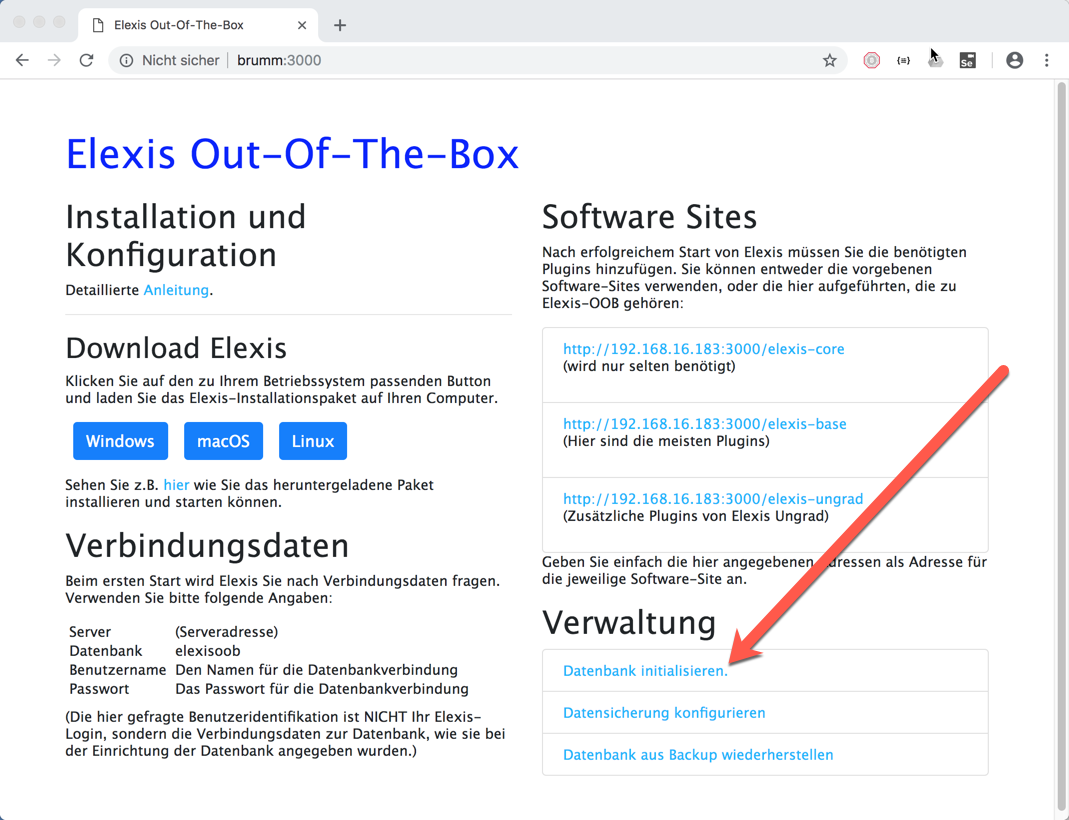 Elexis Out-Of-The-Box
Nicht sicher
brumm:3000
Se
Elexis Out-Of-The-Box
Installation und
Konfiguration
Detaillierte Anleitung.
Download Elexis
Klicken Sie auf den zu Ihrem Betriebssystem passenden Button
und laden Sie das Elexis-Installationspaket auf Ihren Computer.
Windows
macOS
Linux
Sehen Sie z.B. hier wie Sie das heruntergeladene Paket
installieren und starten können.
Verbindungsdaten
Beim ersten Start wird Elexis Sie nach Verbindungsdaten fragen.
Verwenden Sie bitte folgende Angaben:
Server (Serveradresse)
Datenbank elexisoob
Benutzername Den Namen für die Datenbankverbindung
Passwort Das Passwort für die Datenbankverbindung
(Die hier gefragte Benutzeridentifikation ist NICHT Ihr Elexis-
Login, sondern die Verbindungsdaten zur Datenbank, wie sie bei
der Einrichtung der Datenbank angegeben wurden.)
Software Sites
Nach erfolgreichem Start von Elexis müssen Sie die benötigten
Plugins hinzufügen. Sie können entweder die vorgebenen
Software-Sites verwenden, oder die hier aufgeführten, die zu
Elexis-OOB gehören:
http://192.168.16.183:3000/elexis-core
(wird nur selten benötigt)
http://192.168.16.183:3000/elexis-base
(Hier sind die meisten Plugins)
http://192.168.16.183:3000/elexis-ungrad
(Zusätzliche Plugins von Elexis Ungrad)
Geben Sie einfach die hier angegebenen Adressen als Adresse für
die jeweilige Software-Site an.
Verwaltung
Datenbank initialisieren.
Datensicherung konfigurieren
Datenbank aus Backup wiederherstellen